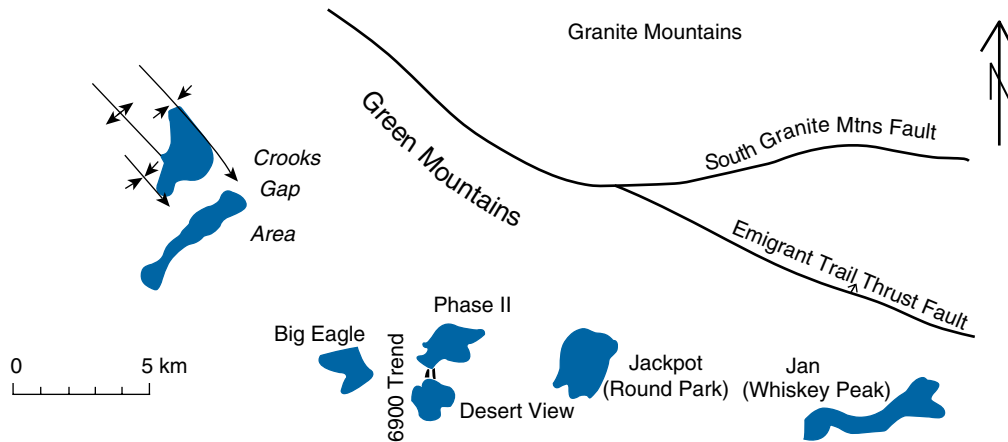 Granite Mountains
N
South Granite Mtns Fault
Green Mountains
Crooks
Gap
Area
Emigrant Trail Thrust Fault
Phase II
Big Eagle
6900 Trend
Desert View
Jackpot
(Round Park)
Jan
(Whiskey Peak)
0 5 km